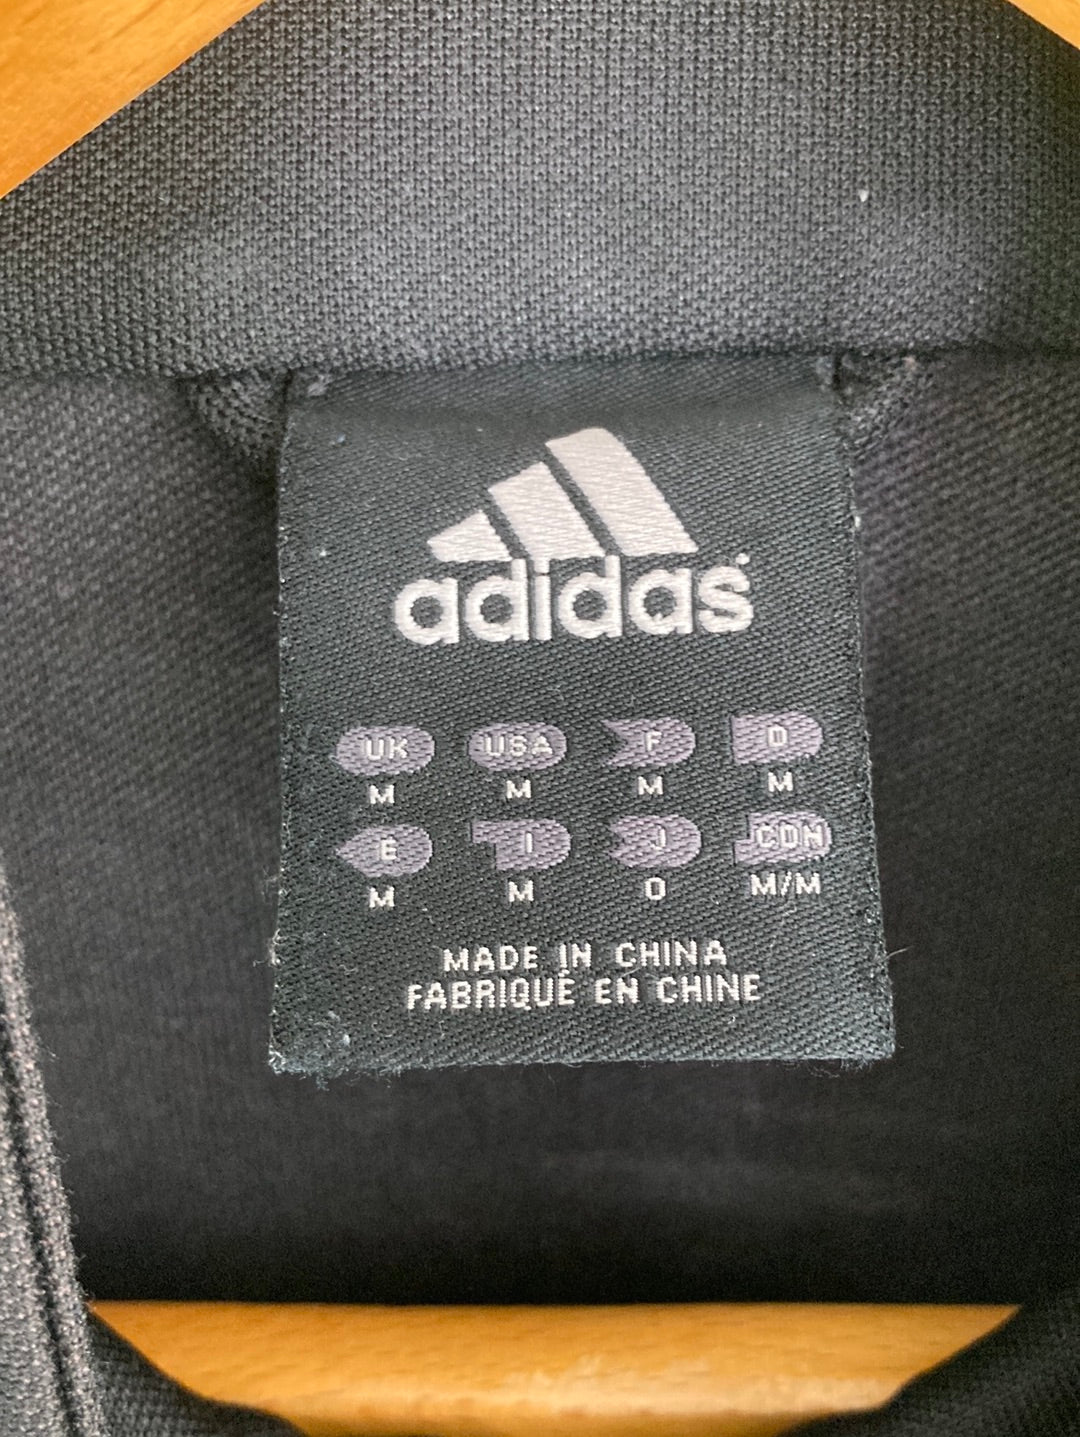 adidas®
UK USA F D
M M M M
E I J CDN
M M O M/M
MADE IN CHINA
FABRIQUÉ EN CHINE